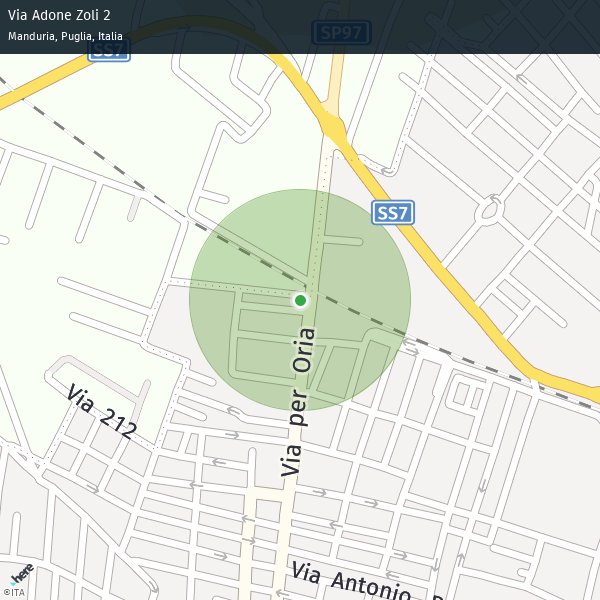 Via Adone Zoli 2
Manduria, Puglia, Italia
SS7
SP97
SS7
Via per Oria
Via 212
Via Antonio
here
©ITA